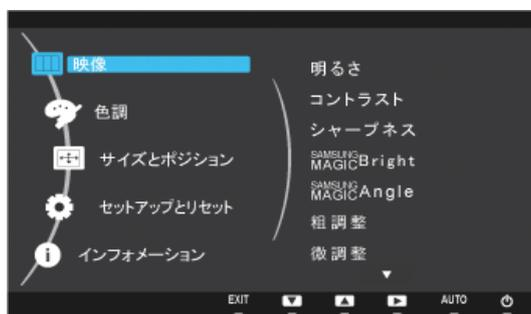 映像
色調
サイズとポジション
セットアップとリセット
インフォメーション
明るさ
コントラスト
シャープネス
SAMSUNG MAGIC Bright
SAMSUNG MAGIC Angle
粗調整
微調整
EXIT AUTO